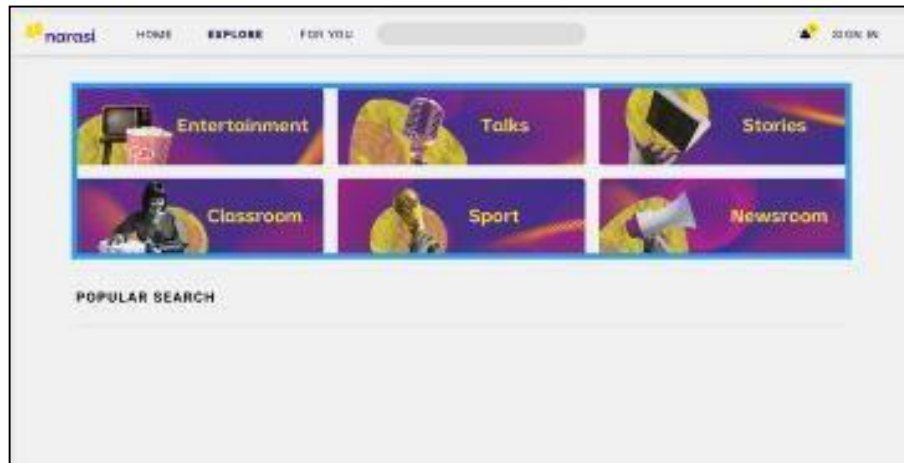 narasi HOME EXPLORE FOR YOU SIGN IN
Entertainment Talks Stories
Classroom Sport Newsroom
POPULAR SEARCH